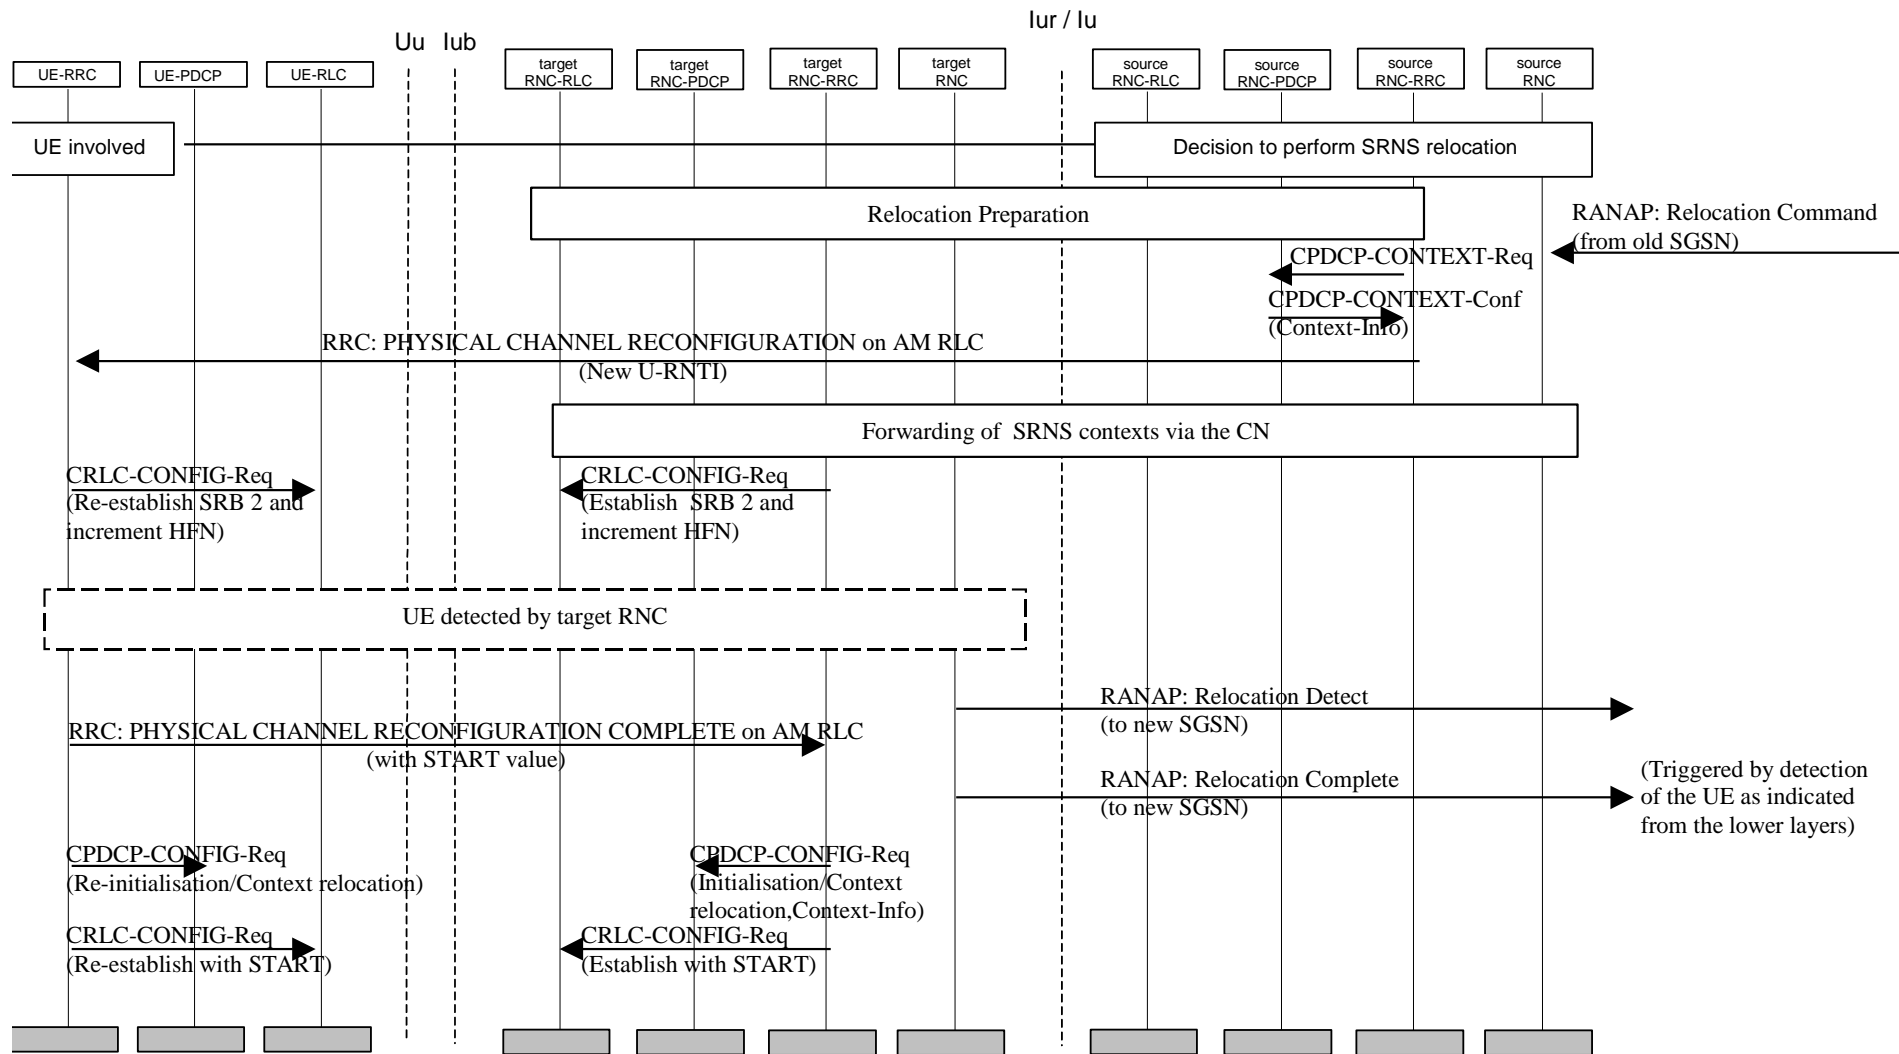 Iur / Iu
Uu
Iub
UE-RRC
UE-PDCP
UE-RLC
target
RNC-RLC
target
RNC-PDCP
target
RNC-RRC
target
RNC
source
RNC-RLC
source
RNC-PDCP
source
RNC-RRC
source
RNC
UE involved
Decision to perform SRNS relocation
Relocation Preparation
RANAP: Relocation Command
(from old SGSN)
CPDCP-CONTEXT-Req
CPDCP-CONTEXT-Conf
(Context-Info)
RRC: PHYSICAL CHANNEL RECONFIGURATION on AM RLC
(New U-RNTI)
Forwarding of SRNS contexts via the CN
CRLC-CONFIG-Req
(Re-establish SRB 2 and
increment HFN)
CRLC-CONFIG-Req
(Establish SRB 2 and
increment HFN)
UE detected by target RNC
RANAP: Relocation Detect
(to new SGSN)
RRC: PHYSICAL CHANNEL RECONFIGURATION COMPLETE on AM RLC
(with START value)
RANAP: Relocation Complete
(to new SGSN)
(Triggered by detection
of the UE as indicated
from the lower layers)
CPDCP-CONFIG-Req
(Re-initialisation/Context relocation)
CPDCP-CONFIG-Req
(Initialisation/Context
relocation,Context-Info)
CRLC-CONFIG-Req
(Re-establish with START)
CRLC-CONFIG-Req
(Establish with START)